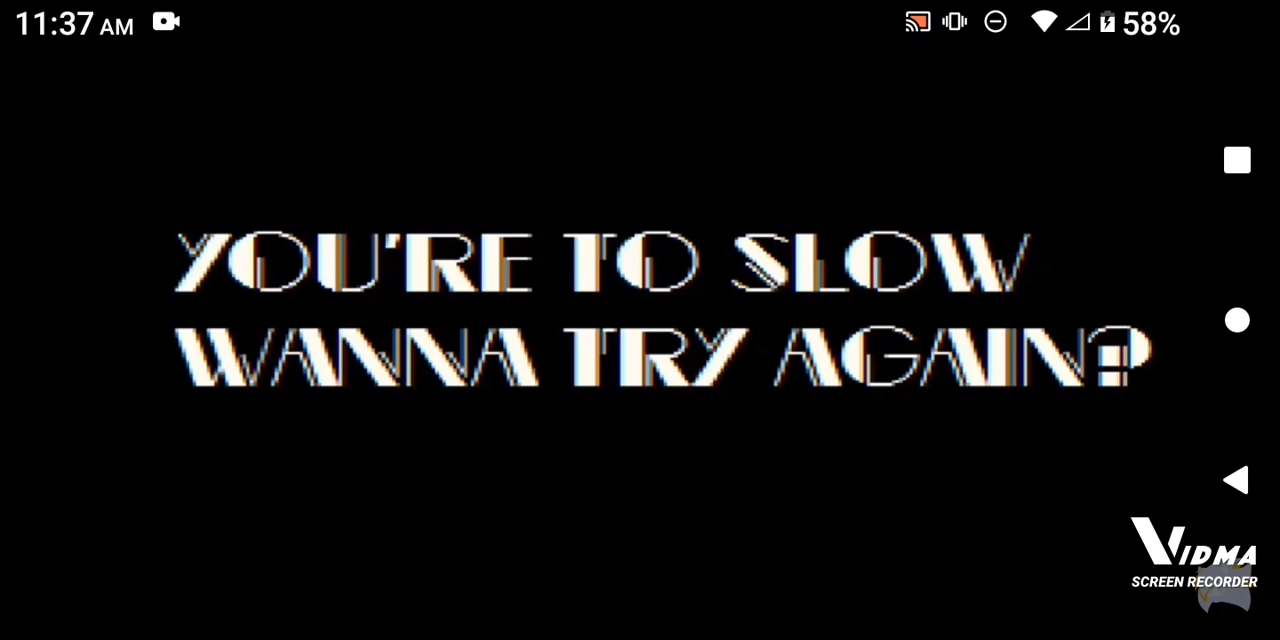 11:37 AM
58%
YOU'RE TO SLOW
WANNA TRY AGAIN?
VIDMA
SCREEN RECORDER